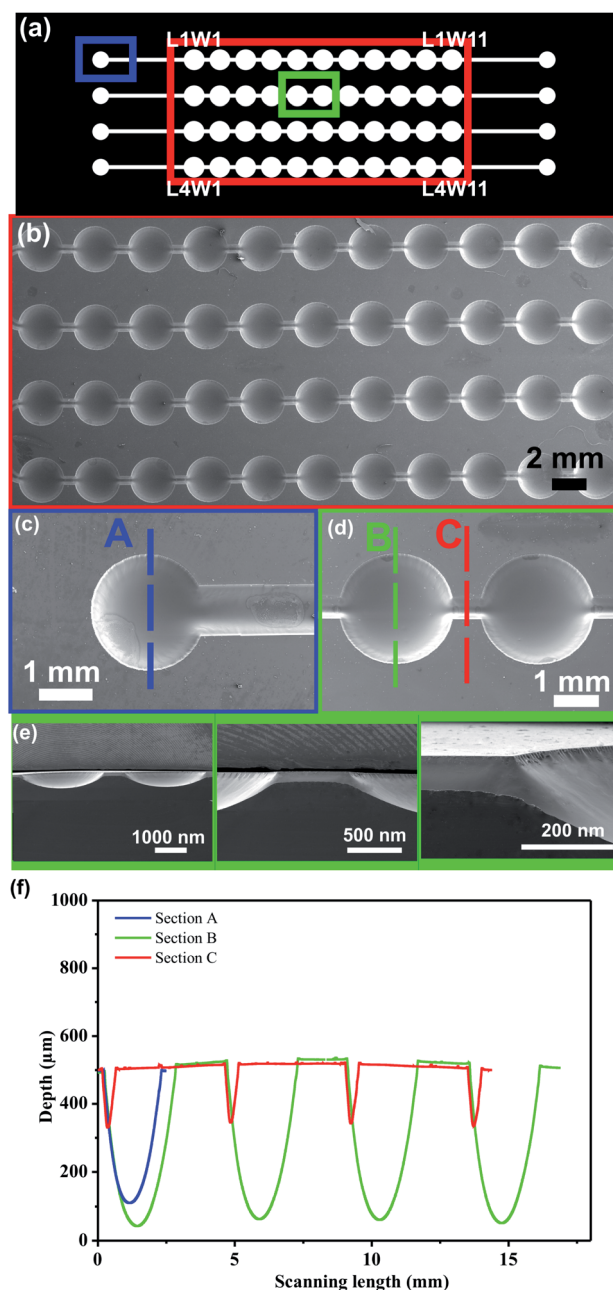 (a)
L1W1 L1W11
L4W1 L4W11
(b)
2 mm
(c)
A
1 mm
(d)
B C
1 mm
(e)
1000 nm
500 nm
200 nm
(f)
1000
800
600
400
200
0
Depth (μm)
Section A
Section B
Section C
0 5 10 15
Scanning length (mm)